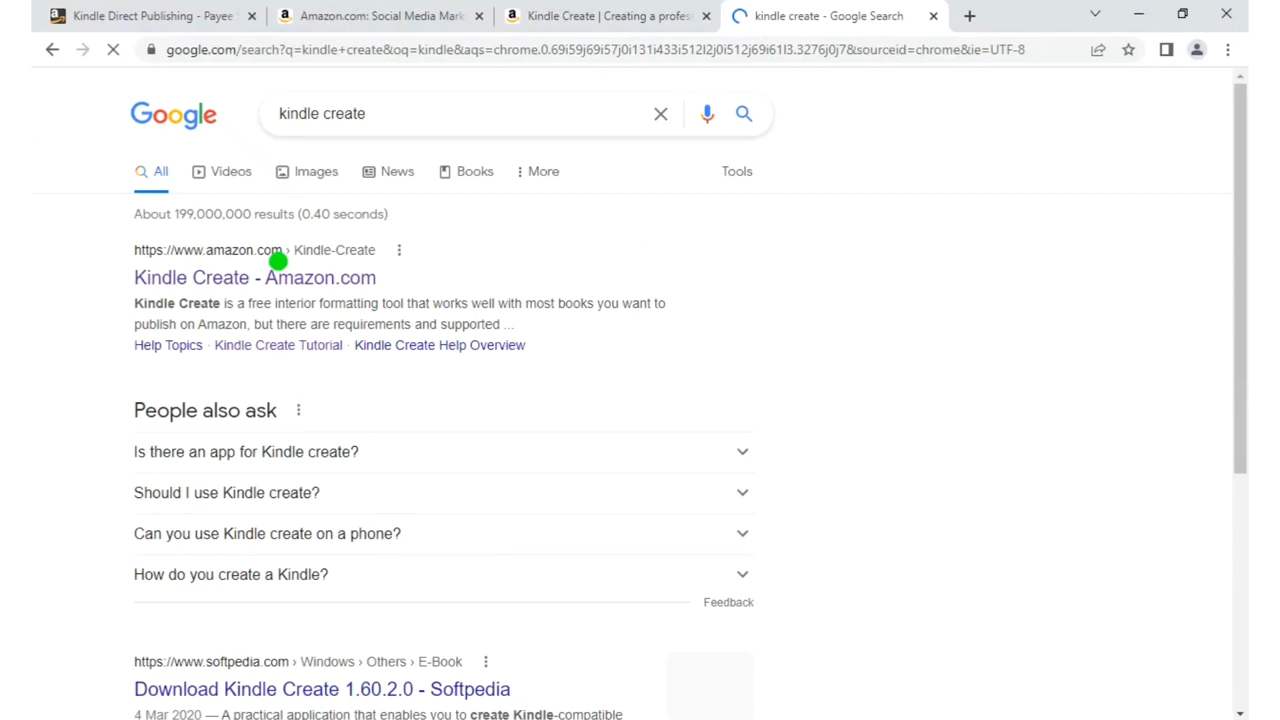 Kindle Direct Publishing - Payee
Amazon.com: Social Media Mark
Kindle Create | Creating a profes
kindle create - Google Search
google.com/search?q=kindle+create&oq=kindle&aqs=chrome.0.69i59j69i57j0i131i433i512l2j0i512j69i61l3.3276j0j7&sourceid=chrome&ie=UTF-8
Google
kindle create
All
Videos
Images
News
Books
More
Tools
About 199,000,000 results (0.40 seconds)
https://www.amazon.com › Kindle-Create
Kindle Create - Amazon.com
Kindle Create is a free interior formatting tool that works well with most books you want to
publish on Amazon, but there are requirements and supported ...
Help Topics · Kindle Create Tutorial · Kindle Create Help Overview
People also ask
Is there an app for Kindle create?
Should I use Kindle create?
Can you use Kindle create on a phone?
How do you create a Kindle?
Feedback
https://www.softpedia.com › Windows › Others › E-Book
Download Kindle Create 1.60.2.0 - Softpedia
4 Mar 2020 — A practical application that enables you to create Kindle-compatible